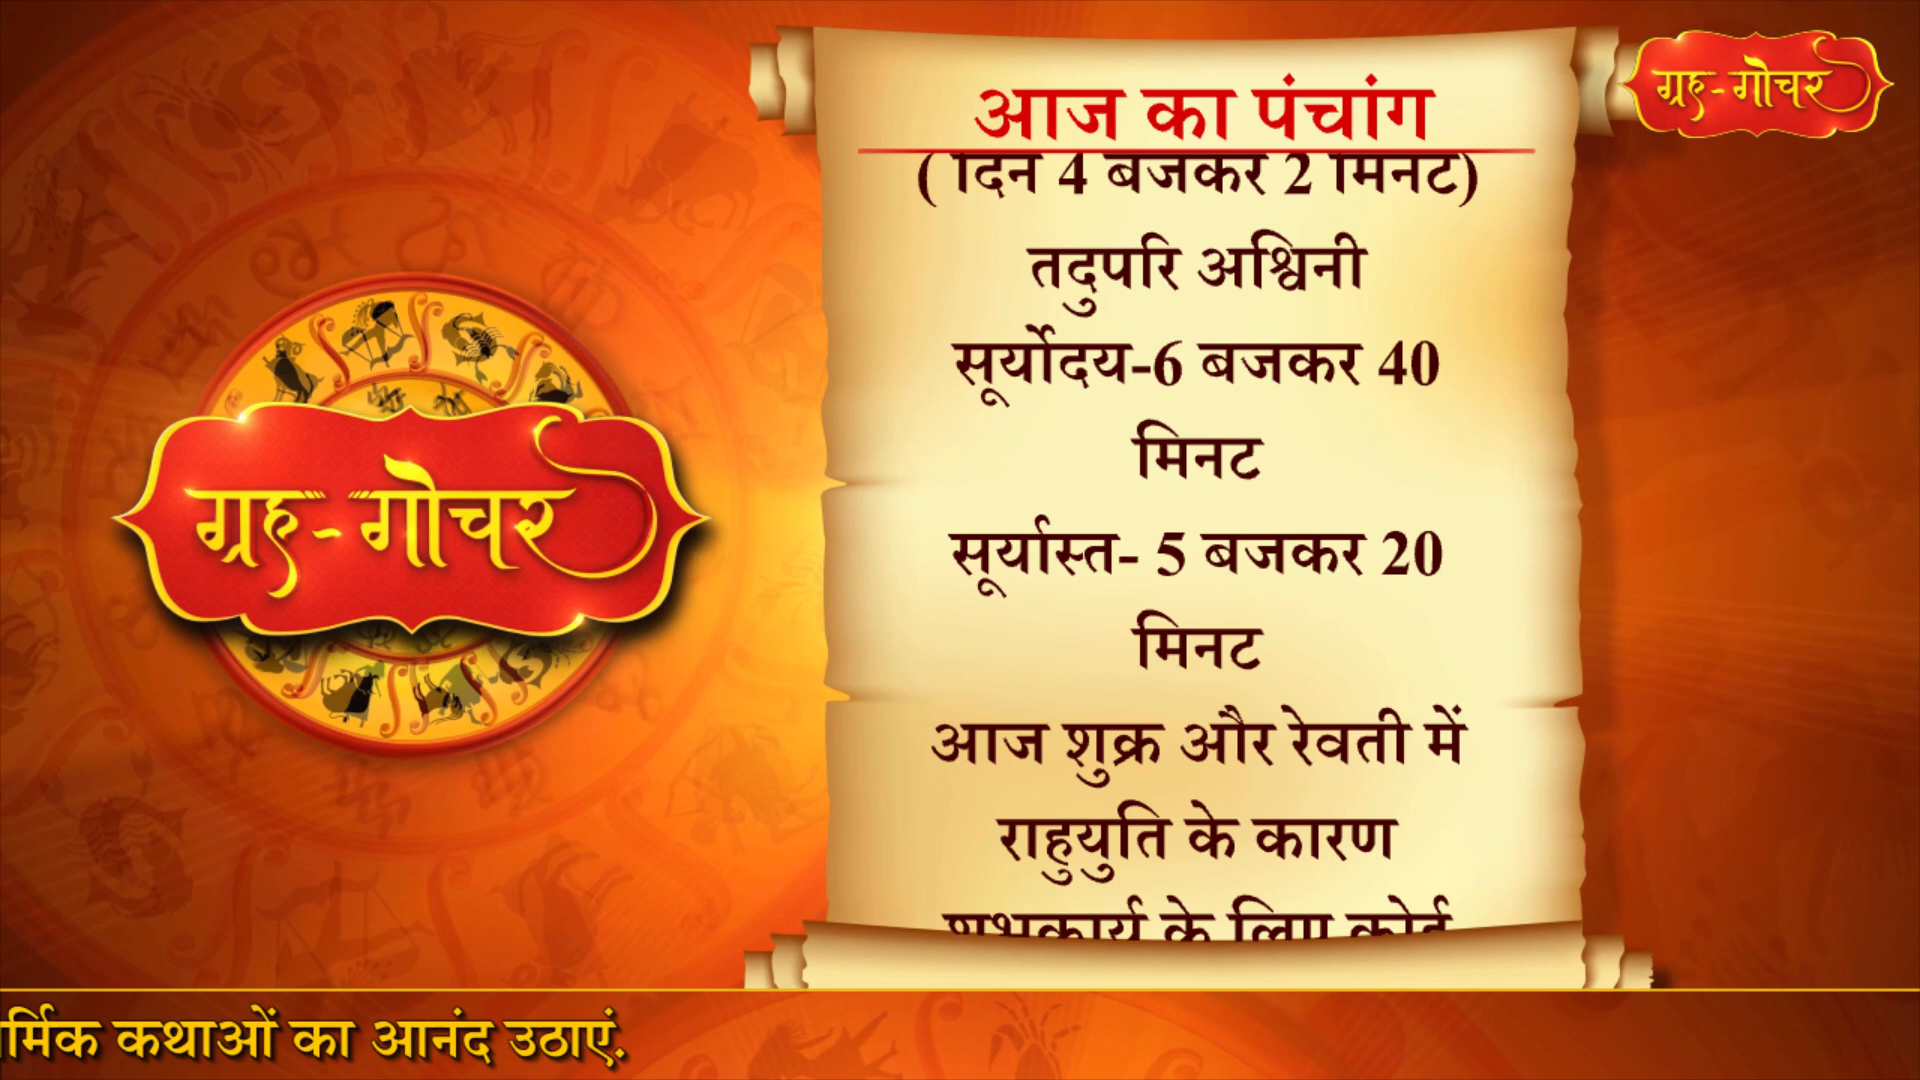 आज का पंचांग
ग्रह-गोचर
( दिन 4 बजकर 2 मिनट)
तदुपरि अश्विनी
सूर्योदय-6 बजकर 40
मिनट
सूर्यास्त- 5 बजकर 20
मिनट
आज शुक्र और रेवती में
राहुयुति के कारण
शुभकार्य के लिए कोई
ग्रह-गोचर
र्मिक कथाओं का आनंद उठाएं.